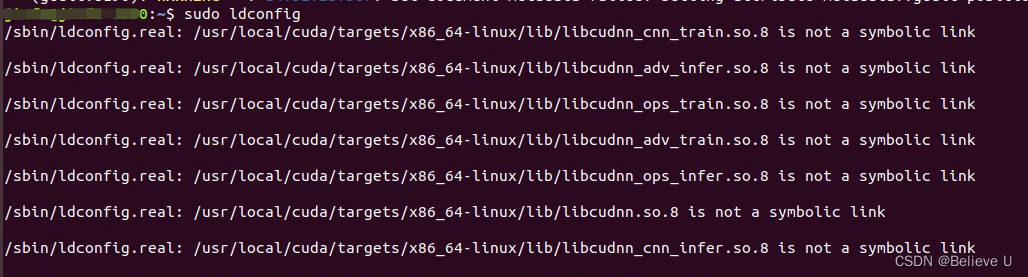 0:~$ sudo ldconfig
/sbin/ldconfig.real: /usr/local/cuda/targets/x86_64-linux/lib/libcudnn_cnn_train.so.8 is not a symbolic link
/sbin/ldconfig.real: /usr/local/cuda/targets/x86_64-linux/lib/libcudnn_adv_infer.so.8 is not a symbolic link
/sbin/ldconfig.real: /usr/local/cuda/targets/x86_64-linux/lib/libcudnn_ops_train.so.8 is not a symbolic link
/sbin/ldconfig.real: /usr/local/cuda/targets/x86_64-linux/lib/libcudnn_adv_train.so.8 is not a symbolic link
/sbin/ldconfig.real: /usr/local/cuda/targets/x86_64-linux/lib/libcudnn_ops_infer.so.8 is not a symbolic link
/sbin/ldconfig.real: /usr/local/cuda/targets/x86_64-linux/lib/libcudnn.so.8 is not a symbolic link
/sbin/ldconfig.real: /usr/local/cuda/targets/x86_64-linux/lib/libcudnn_cnn_infer.so.8 is not a symbolic link
CSDN @Believe U